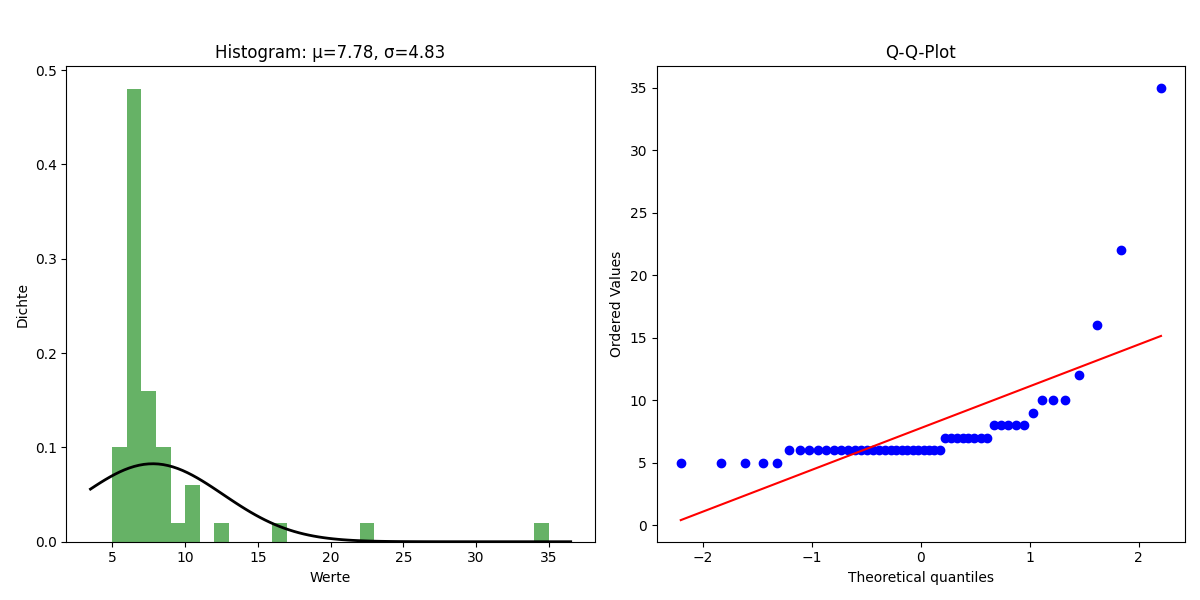 Histogram: μ=7.78, σ=4.83
Dichte
0.5
0.4
0.3
0.2
0.1
0.0
5 10 15 20 25 30 35
Werte
Q-Q-Plot
Ordered Values
35
30
25
20
15
10
5
0
−2 −1 0 1 2
Theoretical quantiles